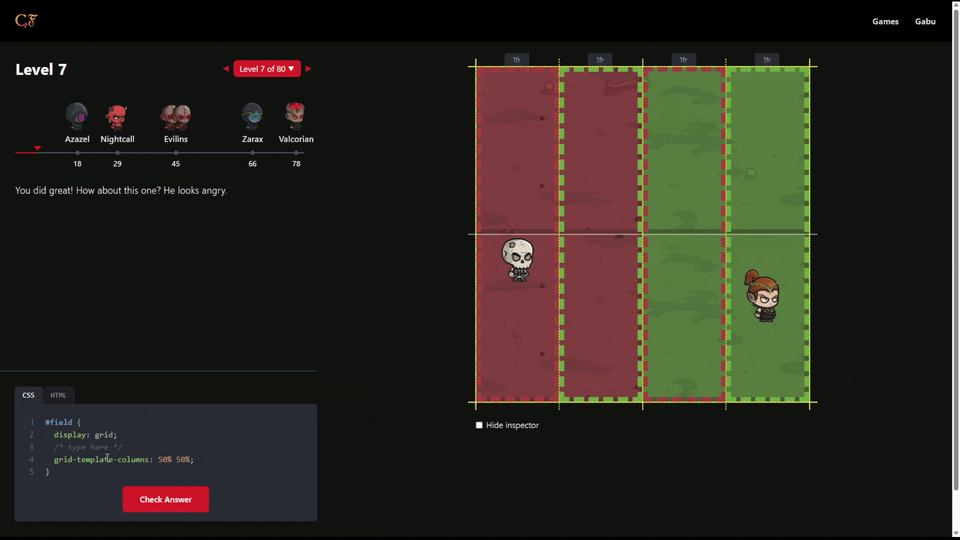 CF
Games Gabu
Level 7
Level 7 of 80 ▼
Azazel Nightcall Evilins Zarax Valcorian
18 29 45 66 78
You did great! How about this one? He looks angry.
1fr 1fr 1fr 1fr
CSS HTML
1 #field {
2 display: grid;
3 /* type here */
4 grid-template-columns: 50% 50%;
5 }
Check Answer
Hide inspector